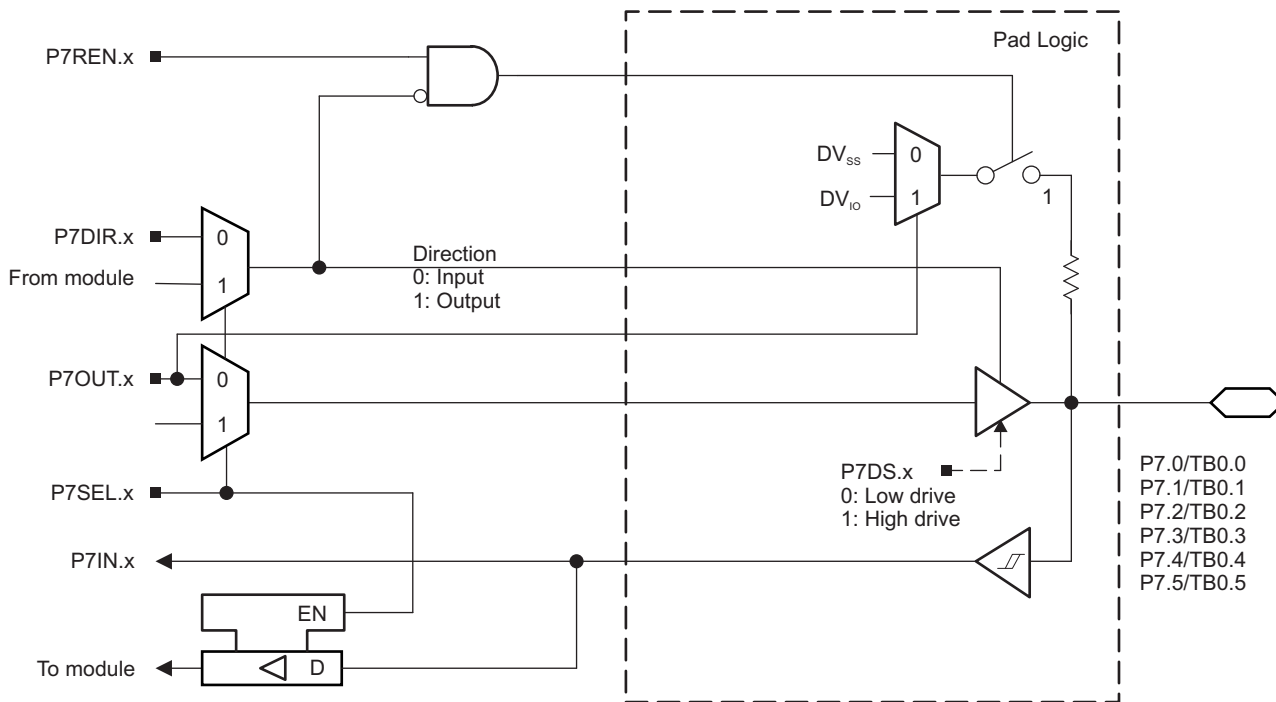 Pad Logic
P7REN.x
DVSS
0
DVIO
1
1
P7DIR.x
0
From module
1
Direction
0: Input
1: Output
P7OUT.x
0
1
P7DS.x
0: Low drive
1: High drive
P7SEL.x
P7IN.x
EN
To module
D
P7.0/TB0.0
P7.1/TB0.1
P7.2/TB0.2
P7.3/TB0.3
P7.4/TB0.4
P7.5/TB0.5